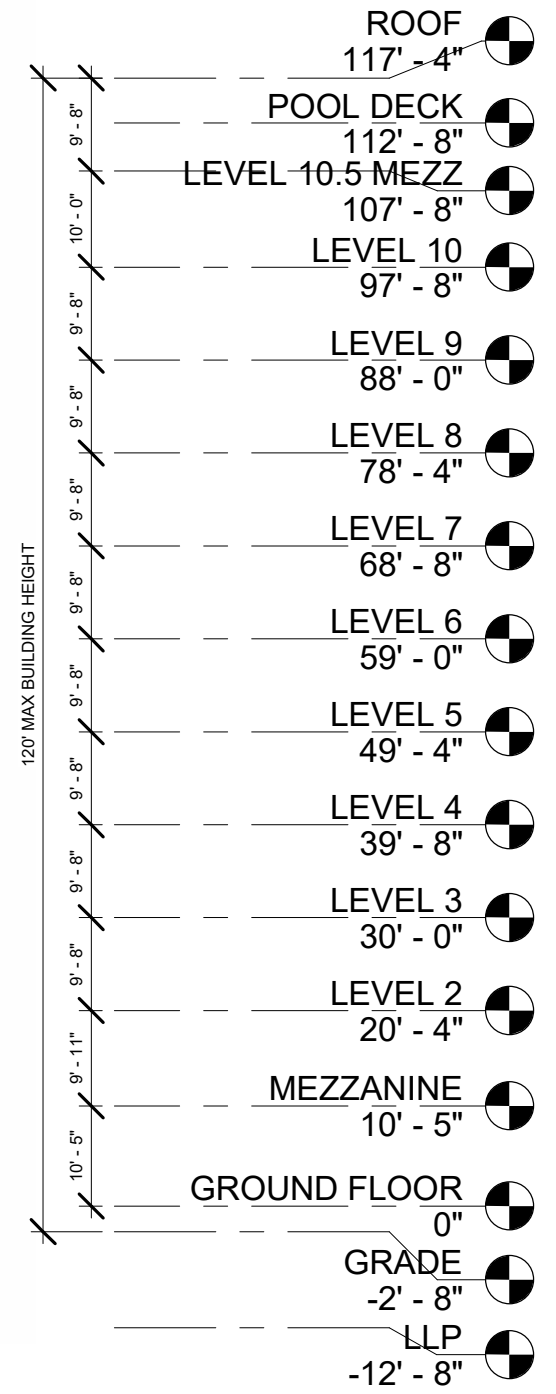 ROOF
117' - 4"
9' - 8"
POOL DECK
112' - 8"
LEVEL 10.5 MEZZ
107' - 8"
10' - 0"
LEVEL 10
97' - 8"
9' - 8"
LEVEL 9
88' - 0"
9' - 8"
LEVEL 8
78' - 4"
9' - 8"
LEVEL 7
68' - 8"
9' - 8"
LEVEL 6
59' - 0"
120' MAX BUILDING HEIGHT
9' - 8"
LEVEL 5
49' - 4"
9' - 8"
LEVEL 4
39' - 8"
9' - 8"
LEVEL 3
30' - 0"
9' - 8"
LEVEL 2
20' - 4"
9' - 11"
MEZZANINE
10' - 5"
10' - 5"
GROUND FLOOR
0"
GRADE
-2' - 8"
LLP
-12' - 8"